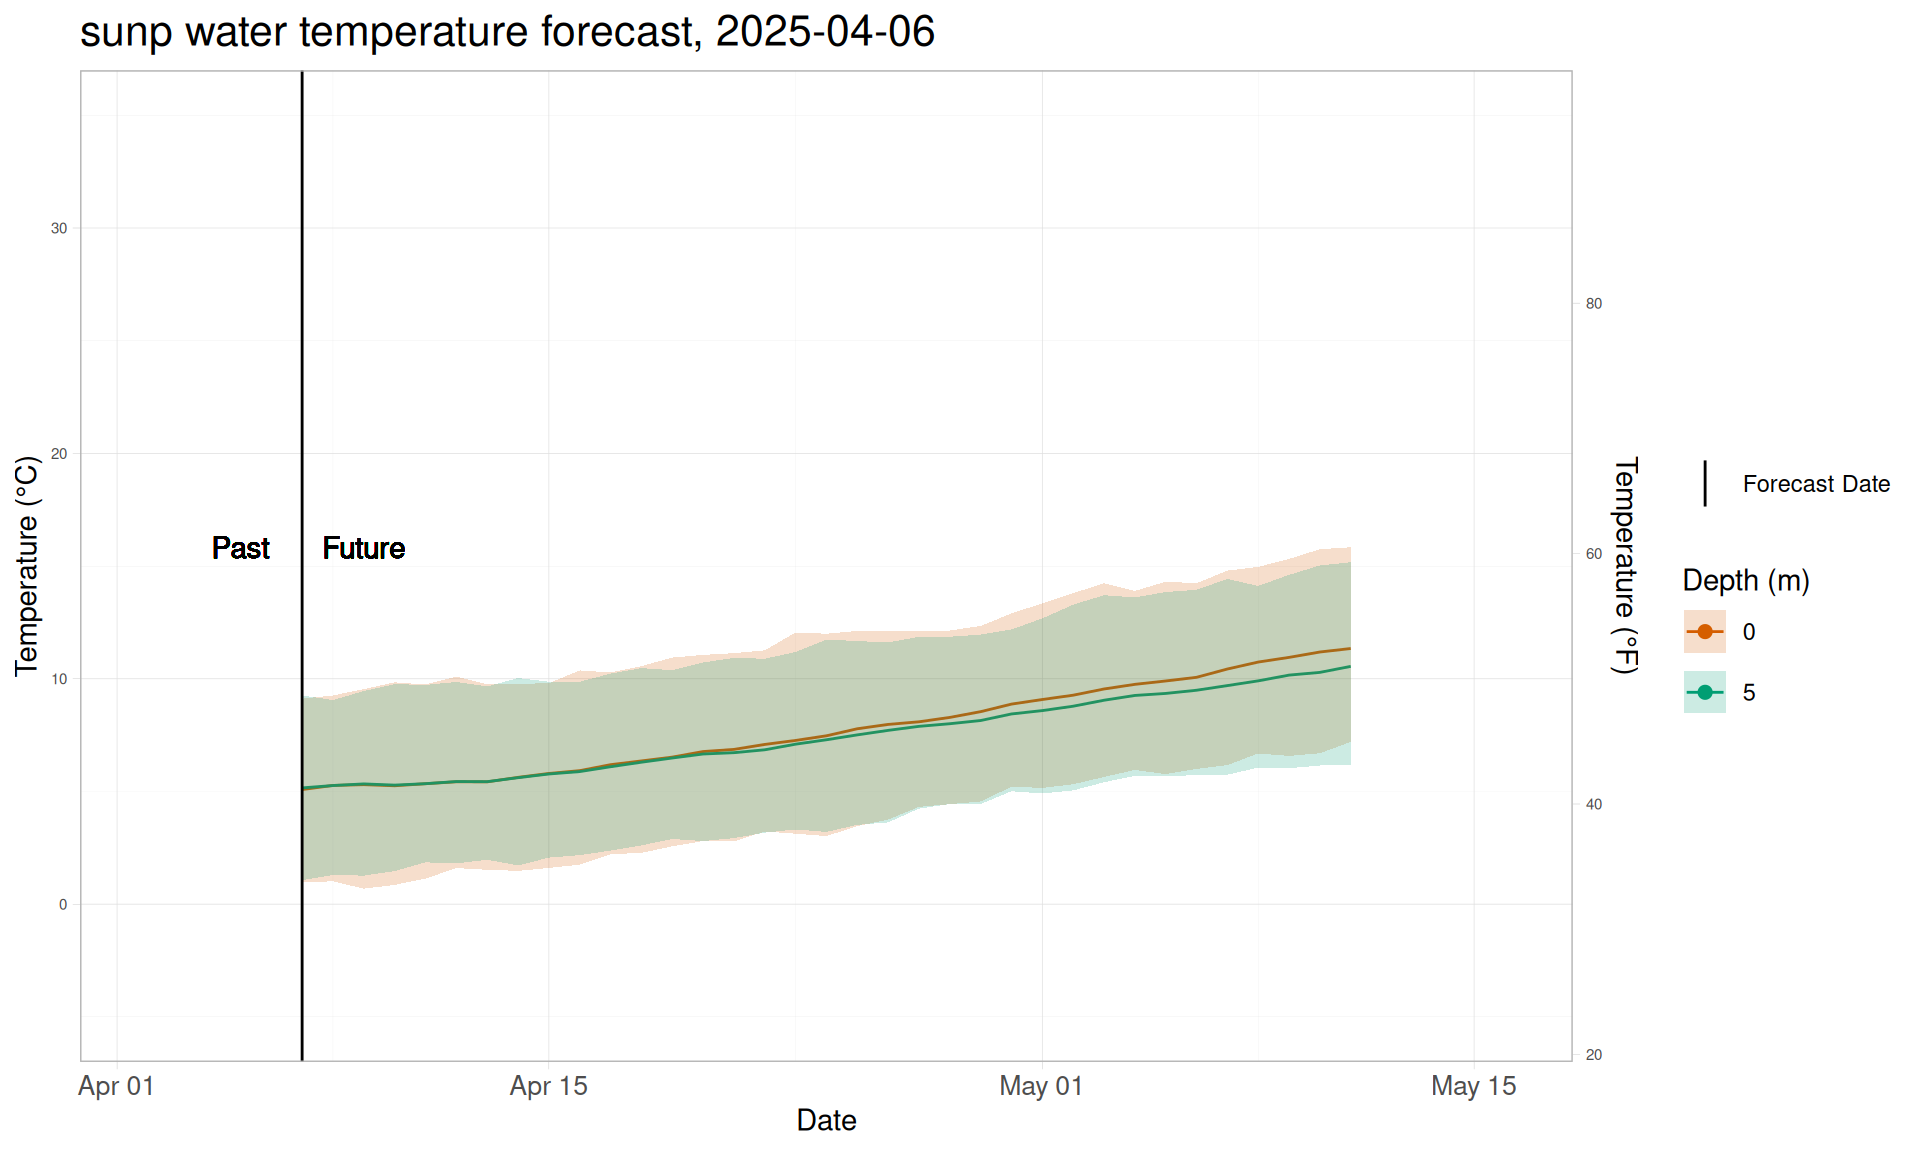 sunp water temperature forecast, 2025-04-06
30
20
10
0
Temperature (°C)
Past
Future
80
60
40
20
Temperature (°F)
Apr 01
Apr 15
May 01
May 15
Date
Forecast Date
Depth (m)
0
5